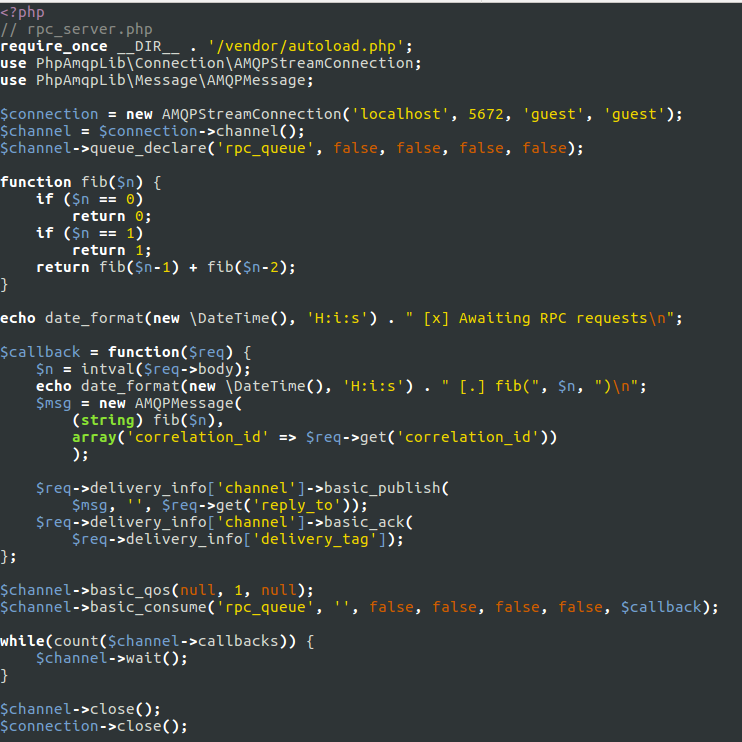 <?php
// rpc_server.php
require_once __DIR__ . '/vendor/autoload.php';
use PhpAmqpLib\Connection\AMQPStreamConnection;
use PhpAmqpLib\Message\AMQPMessage;

$connection = new AMQPStreamConnection('localhost', 5672, 'guest', 'guest');
$channel = $connection->channel();
$channel->queue_declare('rpc_queue', false, false, false, false);

function fib($n) {
    if ($n == 0)
        return 0;
    if ($n == 1)
        return 1;
    return fib($n-1) + fib($n-2);
}

echo date_format(new \DateTime(), 'H:i:s') . " [x] Awaiting RPC requests\n";

$callback = function($req) {
    $n = intval($req->body);
    echo date_format(new \DateTime(), 'H:i:s') . " [.] fib(", $n, ")\n";
    $msg = new AMQPMessage(
        (string) fib($n),
        array('correlation_id' => $req->get('correlation_id'))
        );

    $req->delivery_info['channel']->basic_publish(
        $msg, '', $req->get('reply_to'));
    $req->delivery_info['channel']->basic_ack(
        $req->delivery_info['delivery_tag']);
};

$channel->basic_qos(null, 1, null);
$channel->basic_consume('rpc_queue', '', false, false, false, false, $callback);

while(count($channel->callbacks)) {
    $channel->wait();
}

$channel->close();
$connection->close();